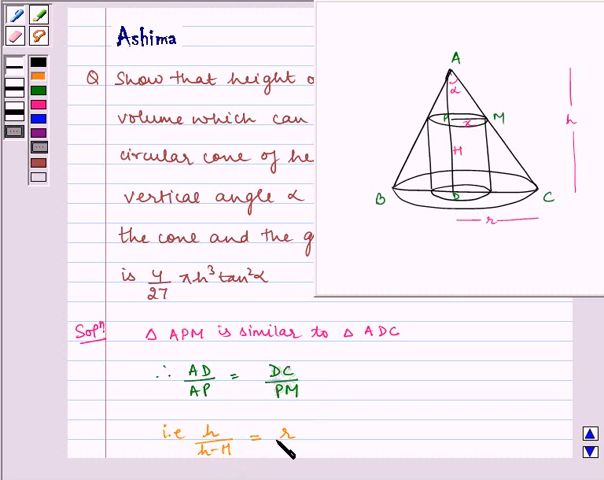 Ashima
Q Show that height o
volume which can
circular cone of he
vertical angle α
the cone and the g
is 4/27 πh³tan²α
Solⁿ △ APM is similar to △ ADC
∴ AD/AP = DC/PM
i.e h/h-H = r
A
α
P x M
H
h
B D C
r